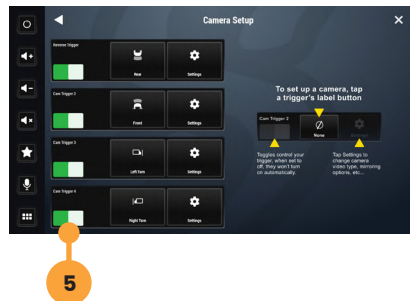 Camera Setup
Reverse Trigger
Rear
Settings
Cam Trigger 2
Front
Settings
Cam Trigger 3
Left Turn
Settings
Cam Trigger 4
Right Turn
Settings
To set up a camera, tap
a trigger's label button
Cam Trigger 2
None
Settings
Toggles control your
trigger, when set to
off, they won't turn
on automatically.
Tap Settings to
change camera
video type, mirroring
options, etc...
5